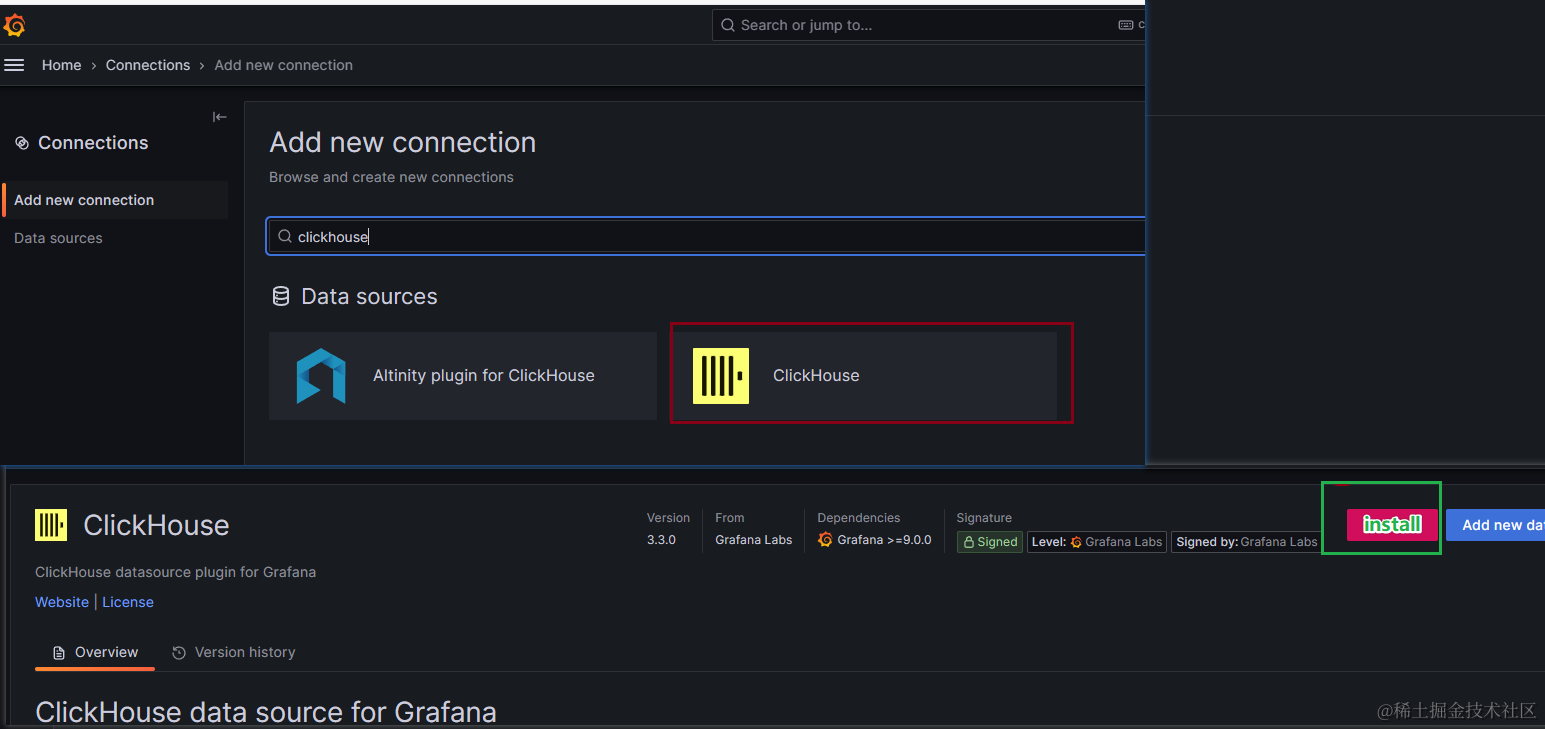 Search or jump to...
Home › Connections › Add new connection
Connections
Add new connection
Data sources
Add new connection
Browse and create new connections
clickhouse
Data sources
Altinity plugin for ClickHouse
ClickHouse
ClickHouse
Version
3.3.0
From
Grafana Labs
Dependencies
Grafana >=9.0.0
Signature
Signed
Level: Grafana Labs
Signed by: Grafana Labs
install
Add new dat
ClickHouse datasource plugin for Grafana
Website | License
Overview
Version history
ClickHouse data source for Grafana
@稀土掘金技术社区